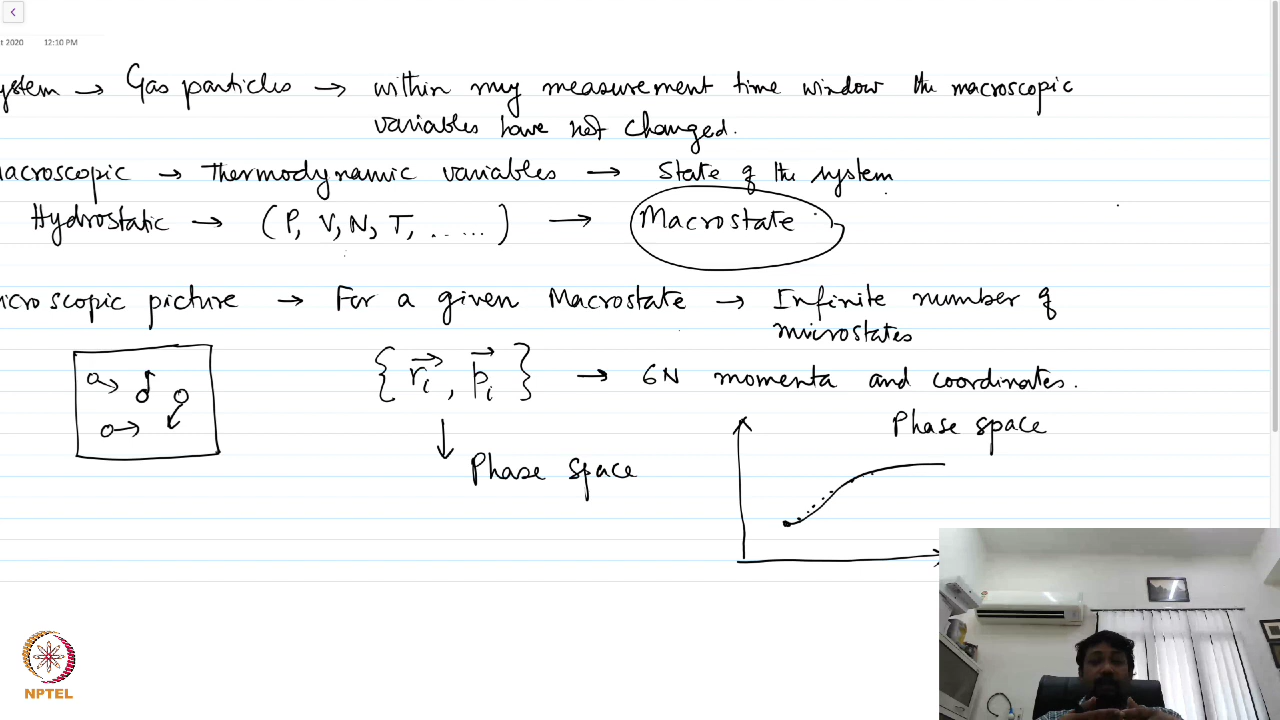 t 2020 12:10 PM
ystem → Gas particles → within my measurement time window the macroscopic
variables have not changed.
acroscopic → Thermodynamic variables → State of the system
Hydrostatic → (P, V, N, T, ......) → Macrostate
icroscopic picture → For a given Macrostate → Infinite number of
microstates
{ r⃗ᵢ, p⃗ᵢ } → 6N momenta and coordinates.
Phase space
Phase space
NPTEL